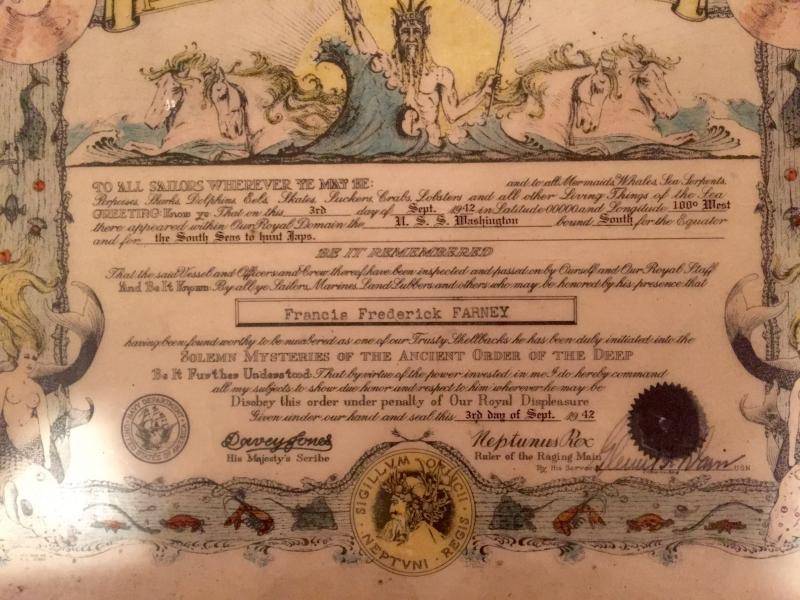 TO ALL SAILORS WHEREVER YE MAY BE: and to all Mermaids, Whales, Sea Serpents,
Porpoises, Sharks, Dolphins, Eels, Skates, Suckers, Crabs, Lobsters and all other Living Things of the Sea
GREETING: Know ye: That on this 3rd day of Sept. 1942 in Latitude 00000 and Longitude 100° West
there appeared within Our Royal Domain the U. S. S. Washington bound South for the Equator
and for the South Seas to hunt Japs.
BE IT REMEMBERED
That the said Vessel and Officers and Crew thereof have been inspected and passed on by Ourself and Our Royal Staff
And Be It Known: By all ye Sailors, Marines, Land Lubbers and others who may be honored by his presence that
Francis Frederick FARNEY
having been found worthy to be numbered as one of our Trusty Shellbacks he has been duly initiated into the
SOLEMN MYSTERIES OF THE ANCIENT ORDER OF THE DEEP
Be It Further Understood: That by virtue of the power invested in me I do hereby command
all my subjects to show due honor and respect to him wherever he may be
Disobey this order under penalty of Our Royal Displeasure
Given under our hand and seal this 3rd day of Sept. 1942
Davey Jones
His Majesty's Scribe
Neptunus Rex
Ruler of the Raging Main
By His Servant
USN
SIGILLVM
NEPTVNI REGIS